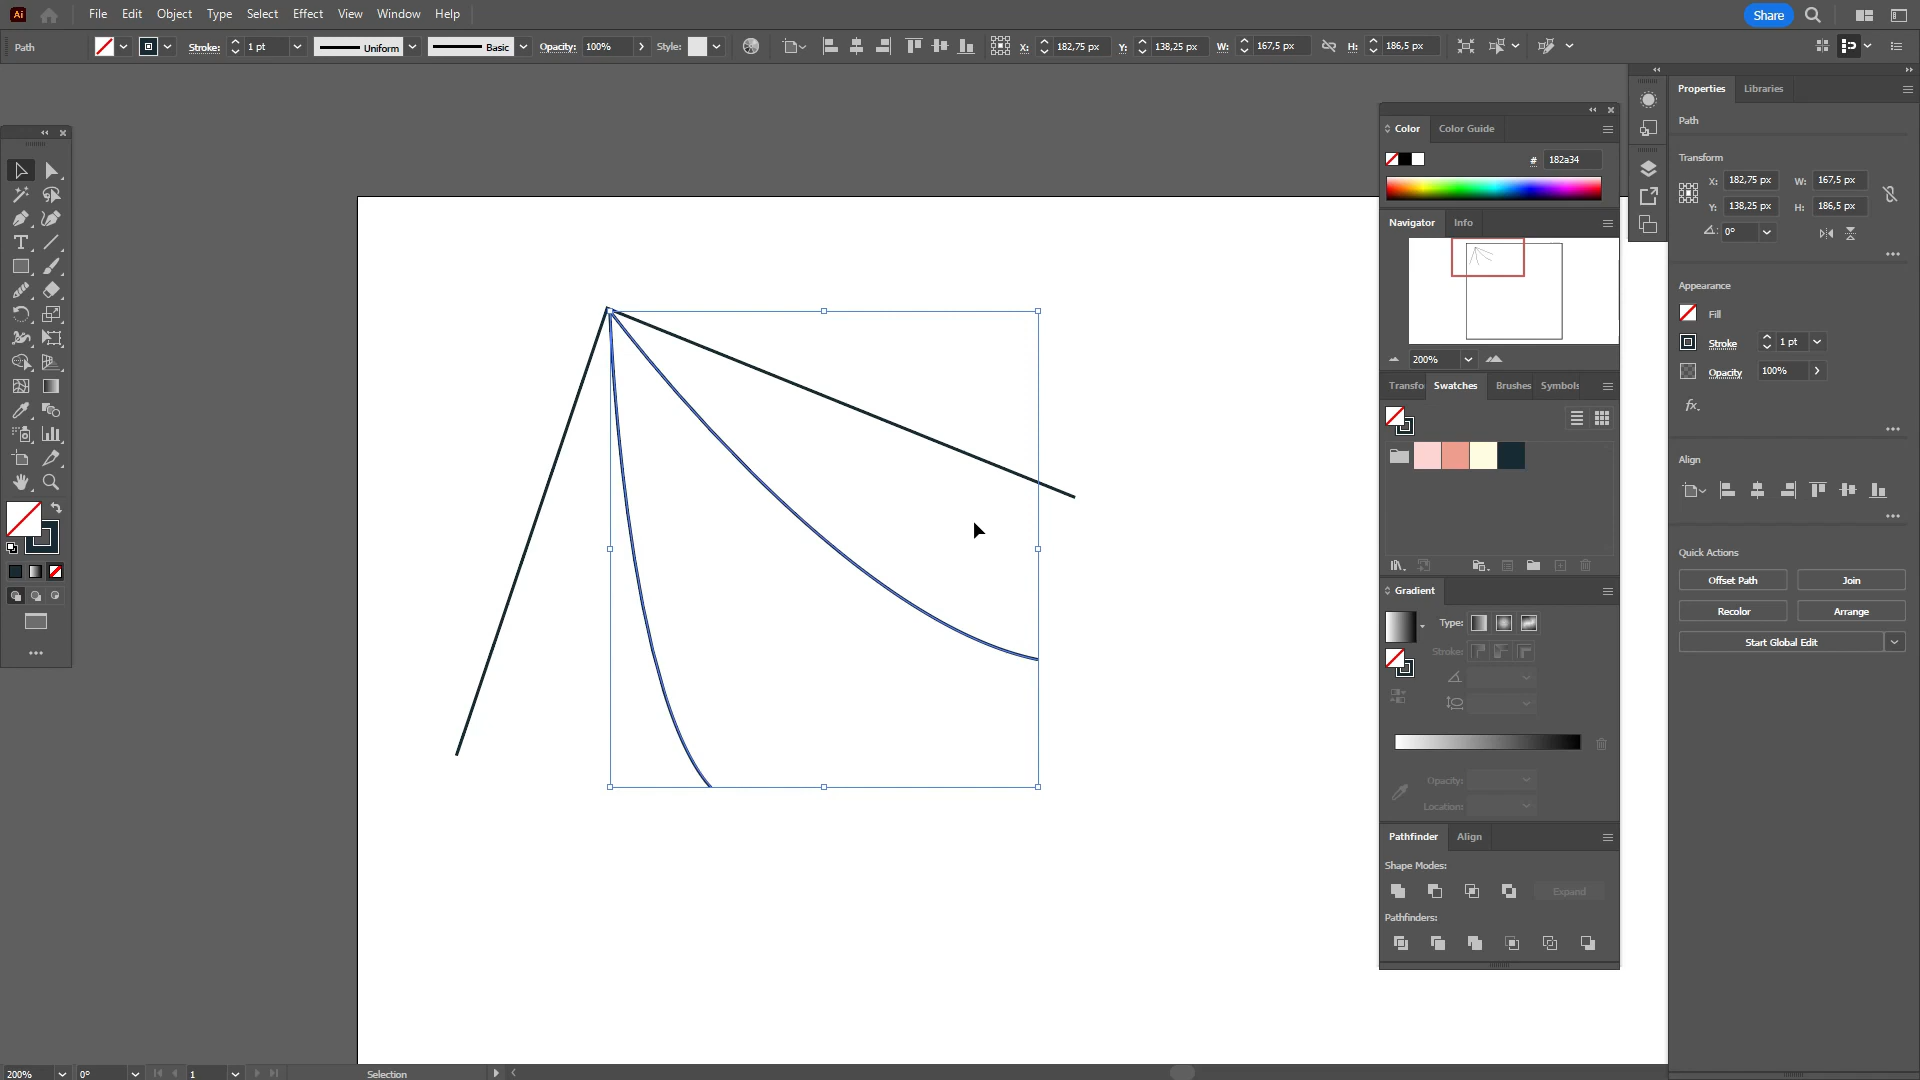 Ai File Edit Object Type Select Effect View Window Help Share
Path Stroke: 1 pt Uniform Basic Opacity: 100% Style: X: 182,75 px Y: 138,25 px W: 167,5 px H: 186,5 px
Properties Libraries
Path
Transform
X: 182,75 px W: 167,5 px
Y: 138,25 px H: 186,5 px
0°
Appearance
Fill
Stroke 1 pt
Opacity 100%
fx.
Align
Quick Actions
Offset Path Join
Recolor Arrange
Start Global Edit
Color Color Guide
# 182a34
Navigator Info
200%
Transfo Swatches Brushes Symbols
Gradient
Type:
Stroke:
Opacity:
Location:
Pathfinder Align
Shape Modes:
Expand
Pathfinders:
200% 0° 1 Selection